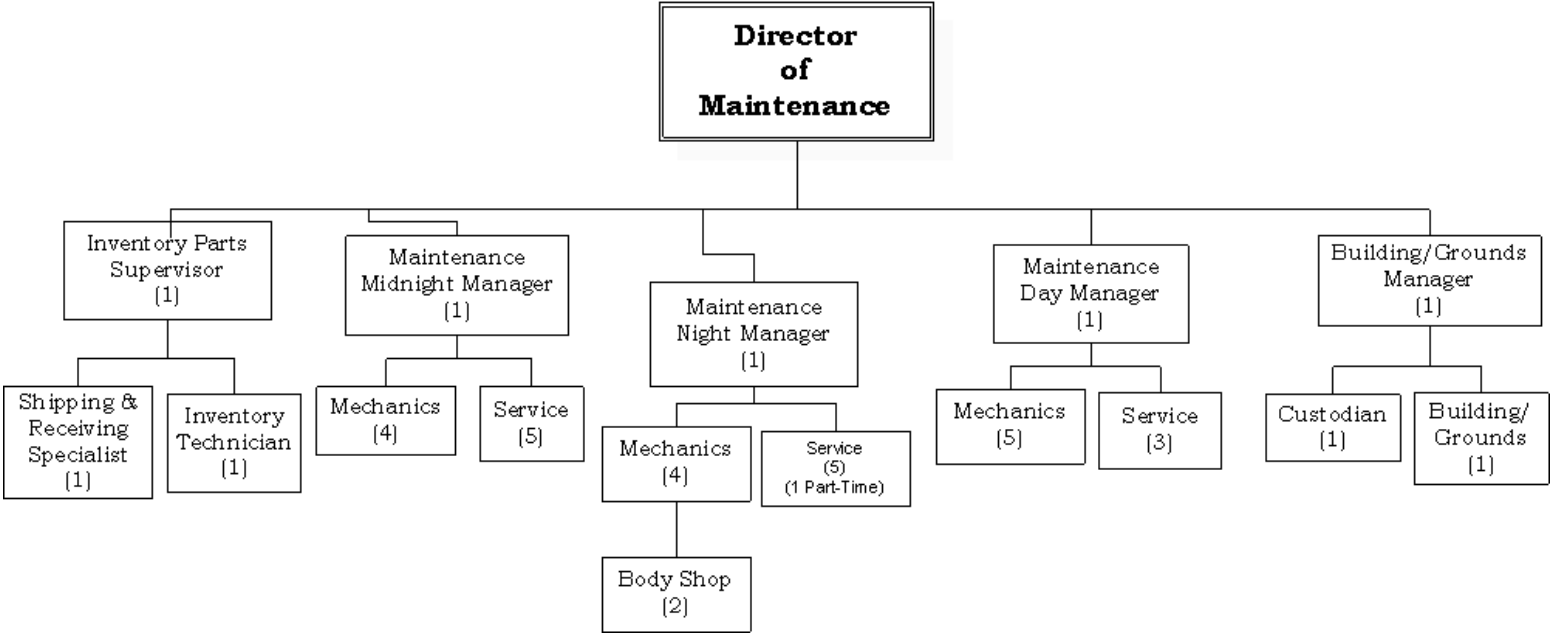 Director
of
Maintenance
Inventory Parts
Supervisor
(1)
Maintenance
Midnight Manager
(1)
Maintenance
Night Manager
(1)
Maintenance
Day Manager
(1)
Building/Grounds
Manager
(1)
Shipping &
Receiving
Specialist
(1)
Inventory
Technician
(1)
Mechanics
(4)
Service
(5)
Mechanics
(4)
Service
(5)
(1 Part-Time)
Mechanics
(5)
Service
(3)
Custodian
(1)
Building/
Grounds
(1)
Body Shop
(2)